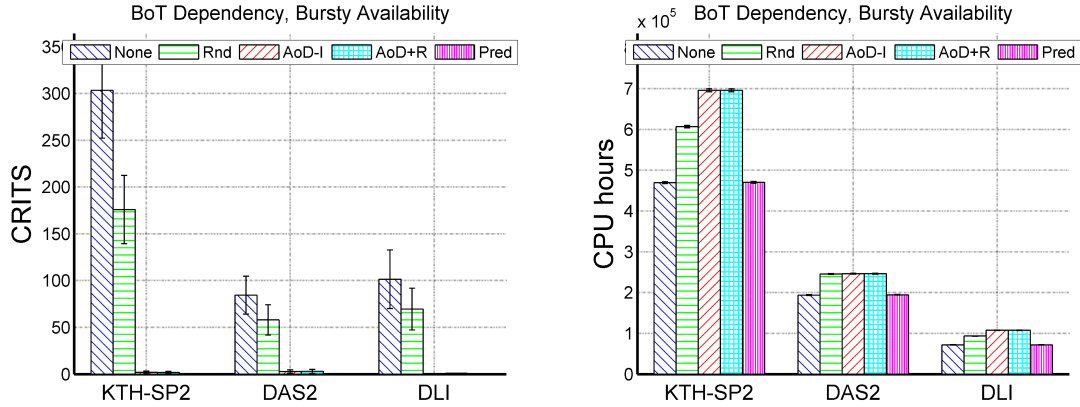 BoT Dependency, Bursty Availability
None Rnd AoD-I AoD+R Pred
35
300
250
200
150
100
50
0
CRITS
KTH-SP2 DAS2 DLI
x 10^5 BoT Dependency, Bursty Availability
None Rnd AoD-I AoD+R Pred
7
6
5
4
3
2
1
0
CPU hours
KTH-SP2 DAS2 DLI